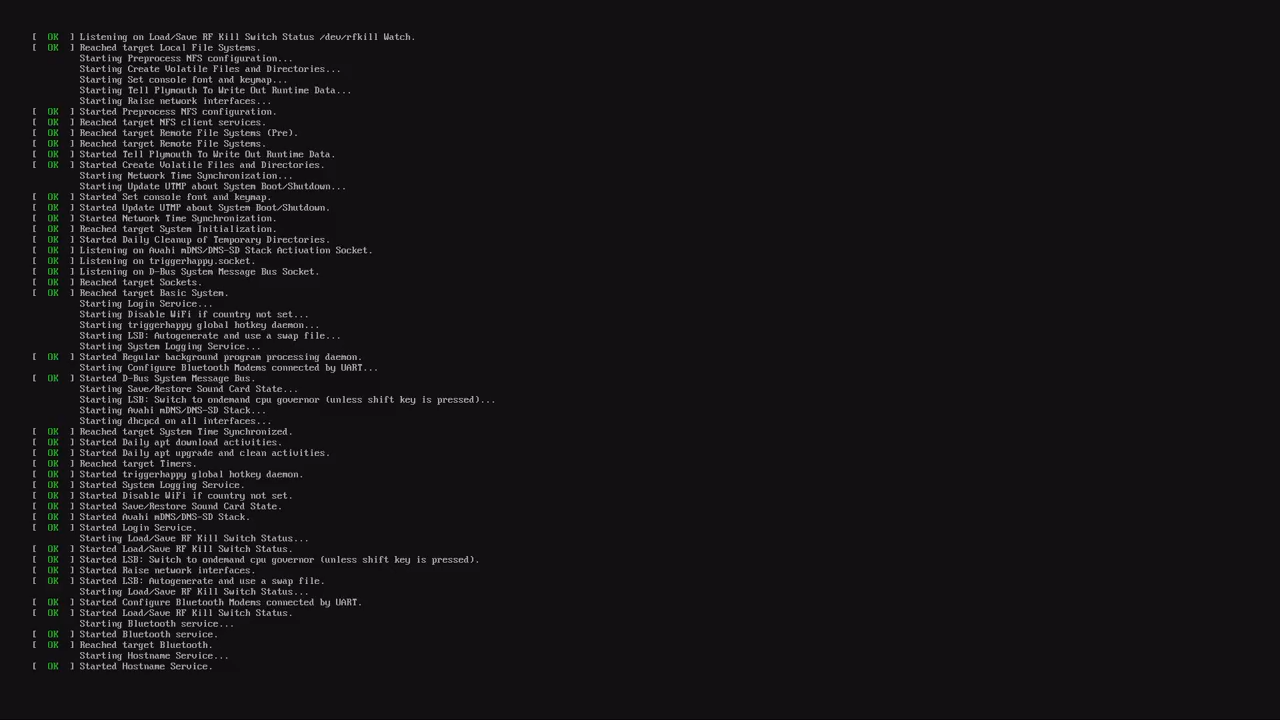 [  OK  ] Listening on Load/Save RF Kill Switch Status /dev/rfkill Watch.
[  OK  ] Reached target Local File Systems.
         Starting Preprocess NFS configuration...
         Starting Create Volatile Files and Directories...
         Starting Set console font and keymap...
         Starting Tell Plymouth To Write Out Runtime Data...
         Starting Raise network interfaces...
[  OK  ] Started Preprocess NFS configuration.
[  OK  ] Reached target NFS client services.
[  OK  ] Reached target Remote File Systems (Pre).
[  OK  ] Reached target Remote File Systems.
[  OK  ] Started Tell Plymouth To Write Out Runtime Data.
[  OK  ] Started Create Volatile Files and Directories.
         Starting Network Time Synchronization...
         Starting Update UTMP about System Boot/Shutdown...
[  OK  ] Started Set console font and keymap.
[  OK  ] Started Update UTMP about System Boot/Shutdown.
[  OK  ] Started Network Time Synchronization.
[  OK  ] Reached target System Initialization.
[  OK  ] Started Daily Cleanup of Temporary Directories.
[  OK  ] Listening on Avahi mDNS/DNS-SD Stack Activation Socket.
[  OK  ] Listening on triggerhappy.socket.
[  OK  ] Listening on D-Bus System Message Bus Socket.
[  OK  ] Reached target Sockets.
[  OK  ] Reached target Basic System.
         Starting Login Service...
         Starting Disable WiFi if country not set...
         Starting triggerhappy global hotkey daemon...
         Starting LSB: Autogenerate and use a swap file...
         Starting System Logging Service...
[  OK  ] Started Regular background program processing daemon.
         Starting Configure Bluetooth Modems connected by UART...
[  OK  ] Started D-Bus System Message Bus.
         Starting Save/Restore Sound Card State...
         Starting LSB: Switch to ondemand cpu governor (unless shift key is pressed)...
         Starting Avahi mDNS/DNS-SD Stack...
         Starting dhcpcd on all interfaces...
[  OK  ] Reached target System Time Synchronized.
[  OK  ] Started Daily apt download activities.
[  OK  ] Started Daily apt upgrade and clean activities.
[  OK  ] Reached target Timers.
[  OK  ] Started triggerhappy global hotkey daemon.
[  OK  ] Started System Logging Service.
[  OK  ] Started Disable WiFi if country not set.
[  OK  ] Started Save/Restore Sound Card State.
[  OK  ] Started Avahi mDNS/DNS-SD Stack.
[  OK  ] Started Login Service.
         Starting Load/Save RF Kill Switch Status...
[  OK  ] Started Load/Save RF Kill Switch Status.
[  OK  ] Started LSB: Switch to ondemand cpu governor (unless shift key is pressed).
[  OK  ] Started Raise network interfaces.
[  OK  ] Started LSB: Autogenerate and use a swap file.
         Starting Load/Save RF Kill Switch Status...
[  OK  ] Started Configure Bluetooth Modems connected by UART.
[  OK  ] Started Load/Save RF Kill Switch Status.
         Starting Bluetooth service...
[  OK  ] Started Bluetooth service.
[  OK  ] Reached target Bluetooth.
         Starting Hostname Service...
[  OK  ] Started Hostname Service.